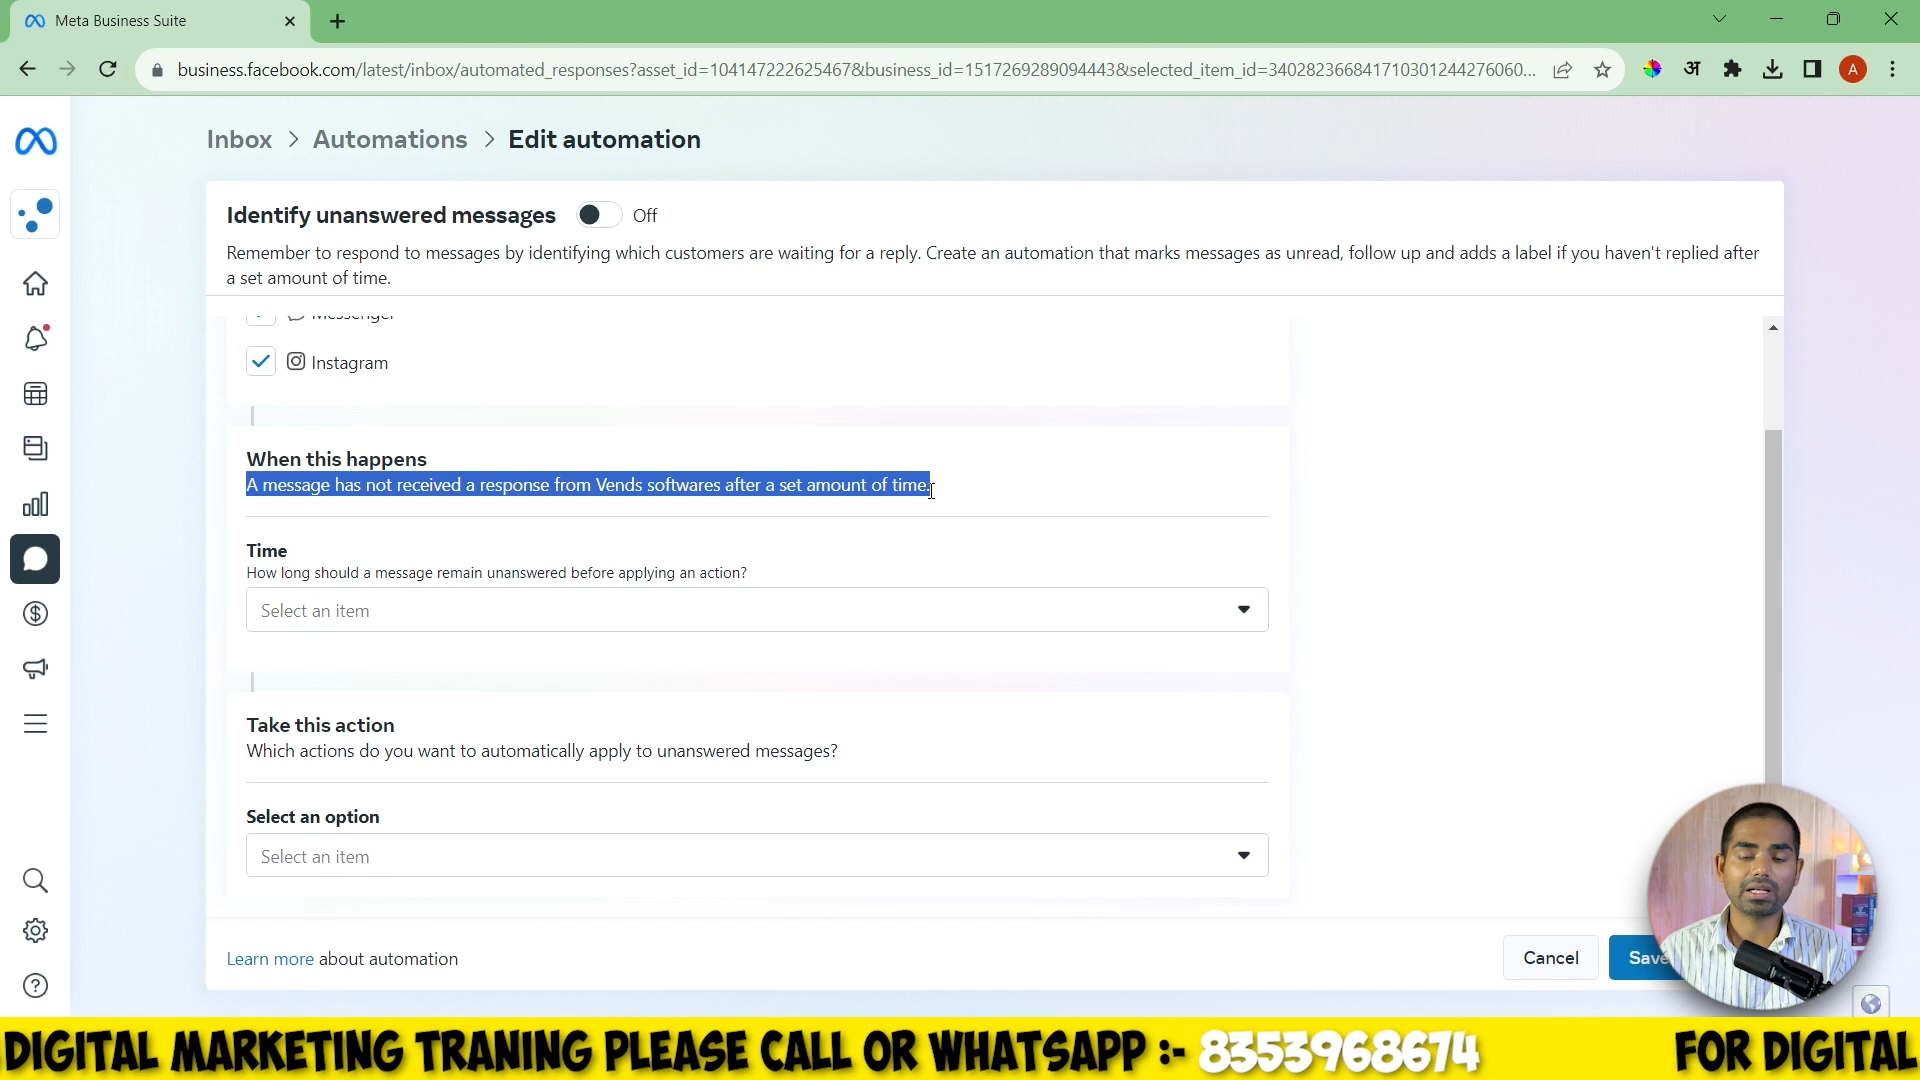 Meta Business Suite
business.facebook.com/latest/inbox/automated_responses?asset_id=104147222625467&business_id=1517269289094443&selected_item_id=340282366841710301244276060...
अ
A
Inbox > Automations > Edit automation
Identify unanswered messages Off
Remember to respond to messages by identifying which customers are waiting for a reply. Create an automation that marks messages as unread, follow up and adds a label if you haven't replied after
a set amount of time.
Messenger
Instagram
When this happens
A message has not received a response from Vends softwares after a set amount of time.
Time
How long should a message remain unanswered before applying an action?
Select an item
Take this action
Which actions do you want to automatically apply to unanswered messages?
Select an option
Select an item
Learn more about automation
Cancel
Save
DIGITAL MARKETING TRANING PLEASE CALL OR WHATSAPP :- 8353968674 FOR DIGITAL